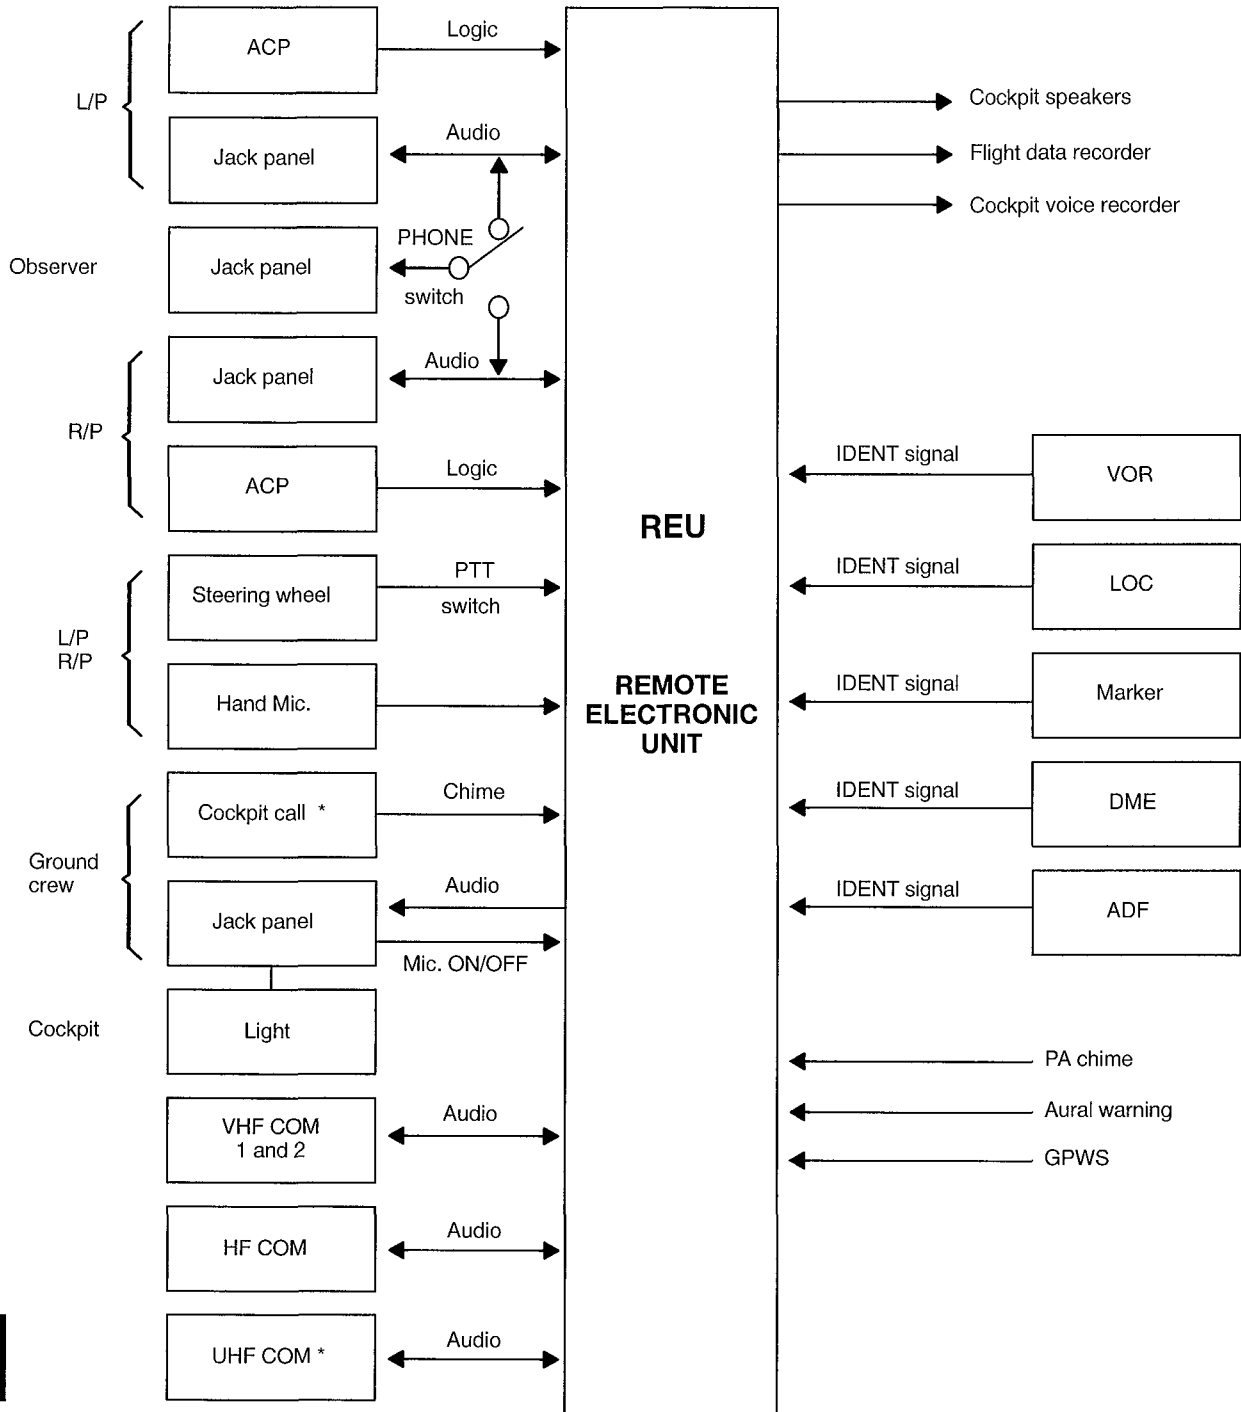 ACP
Logic
L/P
Jack panel
Audio
Observer
Jack panel
PHONE
switch
Jack panel
Audio
R/P
ACP
Logic
Steering wheel
PTT
switch
L/P
R/P
Hand Mic.
Cockpit call *
Chime
Ground
crew
Jack panel
Audio
Mic. ON/OFF
Cockpit
Light
VHF COM
1 and 2
Audio
HF COM
Audio
UHF COM *
Audio
REU
REMOTE
ELECTRONIC
UNIT
Cockpit speakers
Flight data recorder
Cockpit voice recorder
IDENT signal
VOR
IDENT signal
LOC
IDENT signal
Marker
IDENT signal
DME
IDENT signal
ADF
PA chime
Aural warning
GPWS